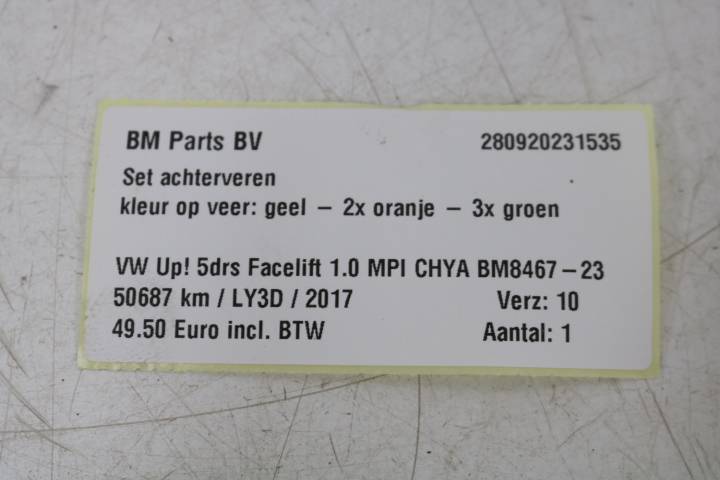 BM Parts BV 280920231535
Set achterveren
kleur op veer: geel – 2x oranje – 3x groen
VW Up! 5drs Facelift 1.0 MPI CHYA BM8467–23
50687 km / LY3D / 2017 Verz: 10
49.50 Euro incl. BTW Aantal: 1